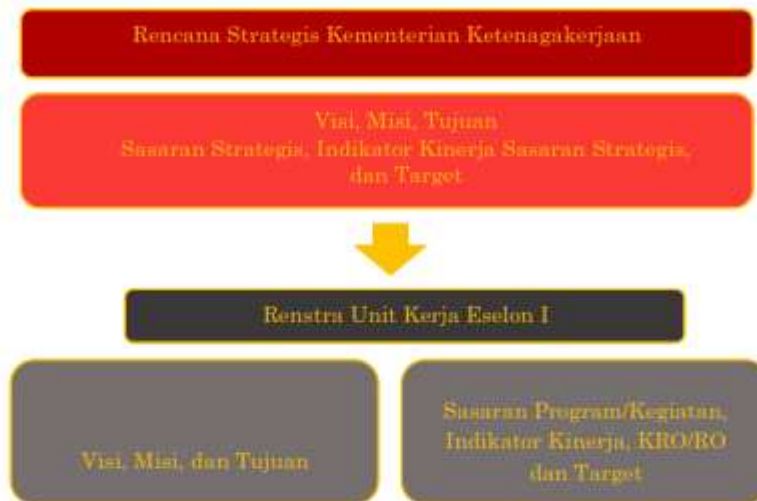 Rencana Strategis Kementerian Ketenagakerjaan
Visi, Misi, Tujuan
Sasaran Strategis, Indikator Kinerja Sasaran Strategis,
dan Target
Renstra Unit Kerja Eselon I
Visi, Misi, dan Tujuan
Sasaran Program/Kegiatan,
Indikator Kinerja, KRO/RO
dan Target